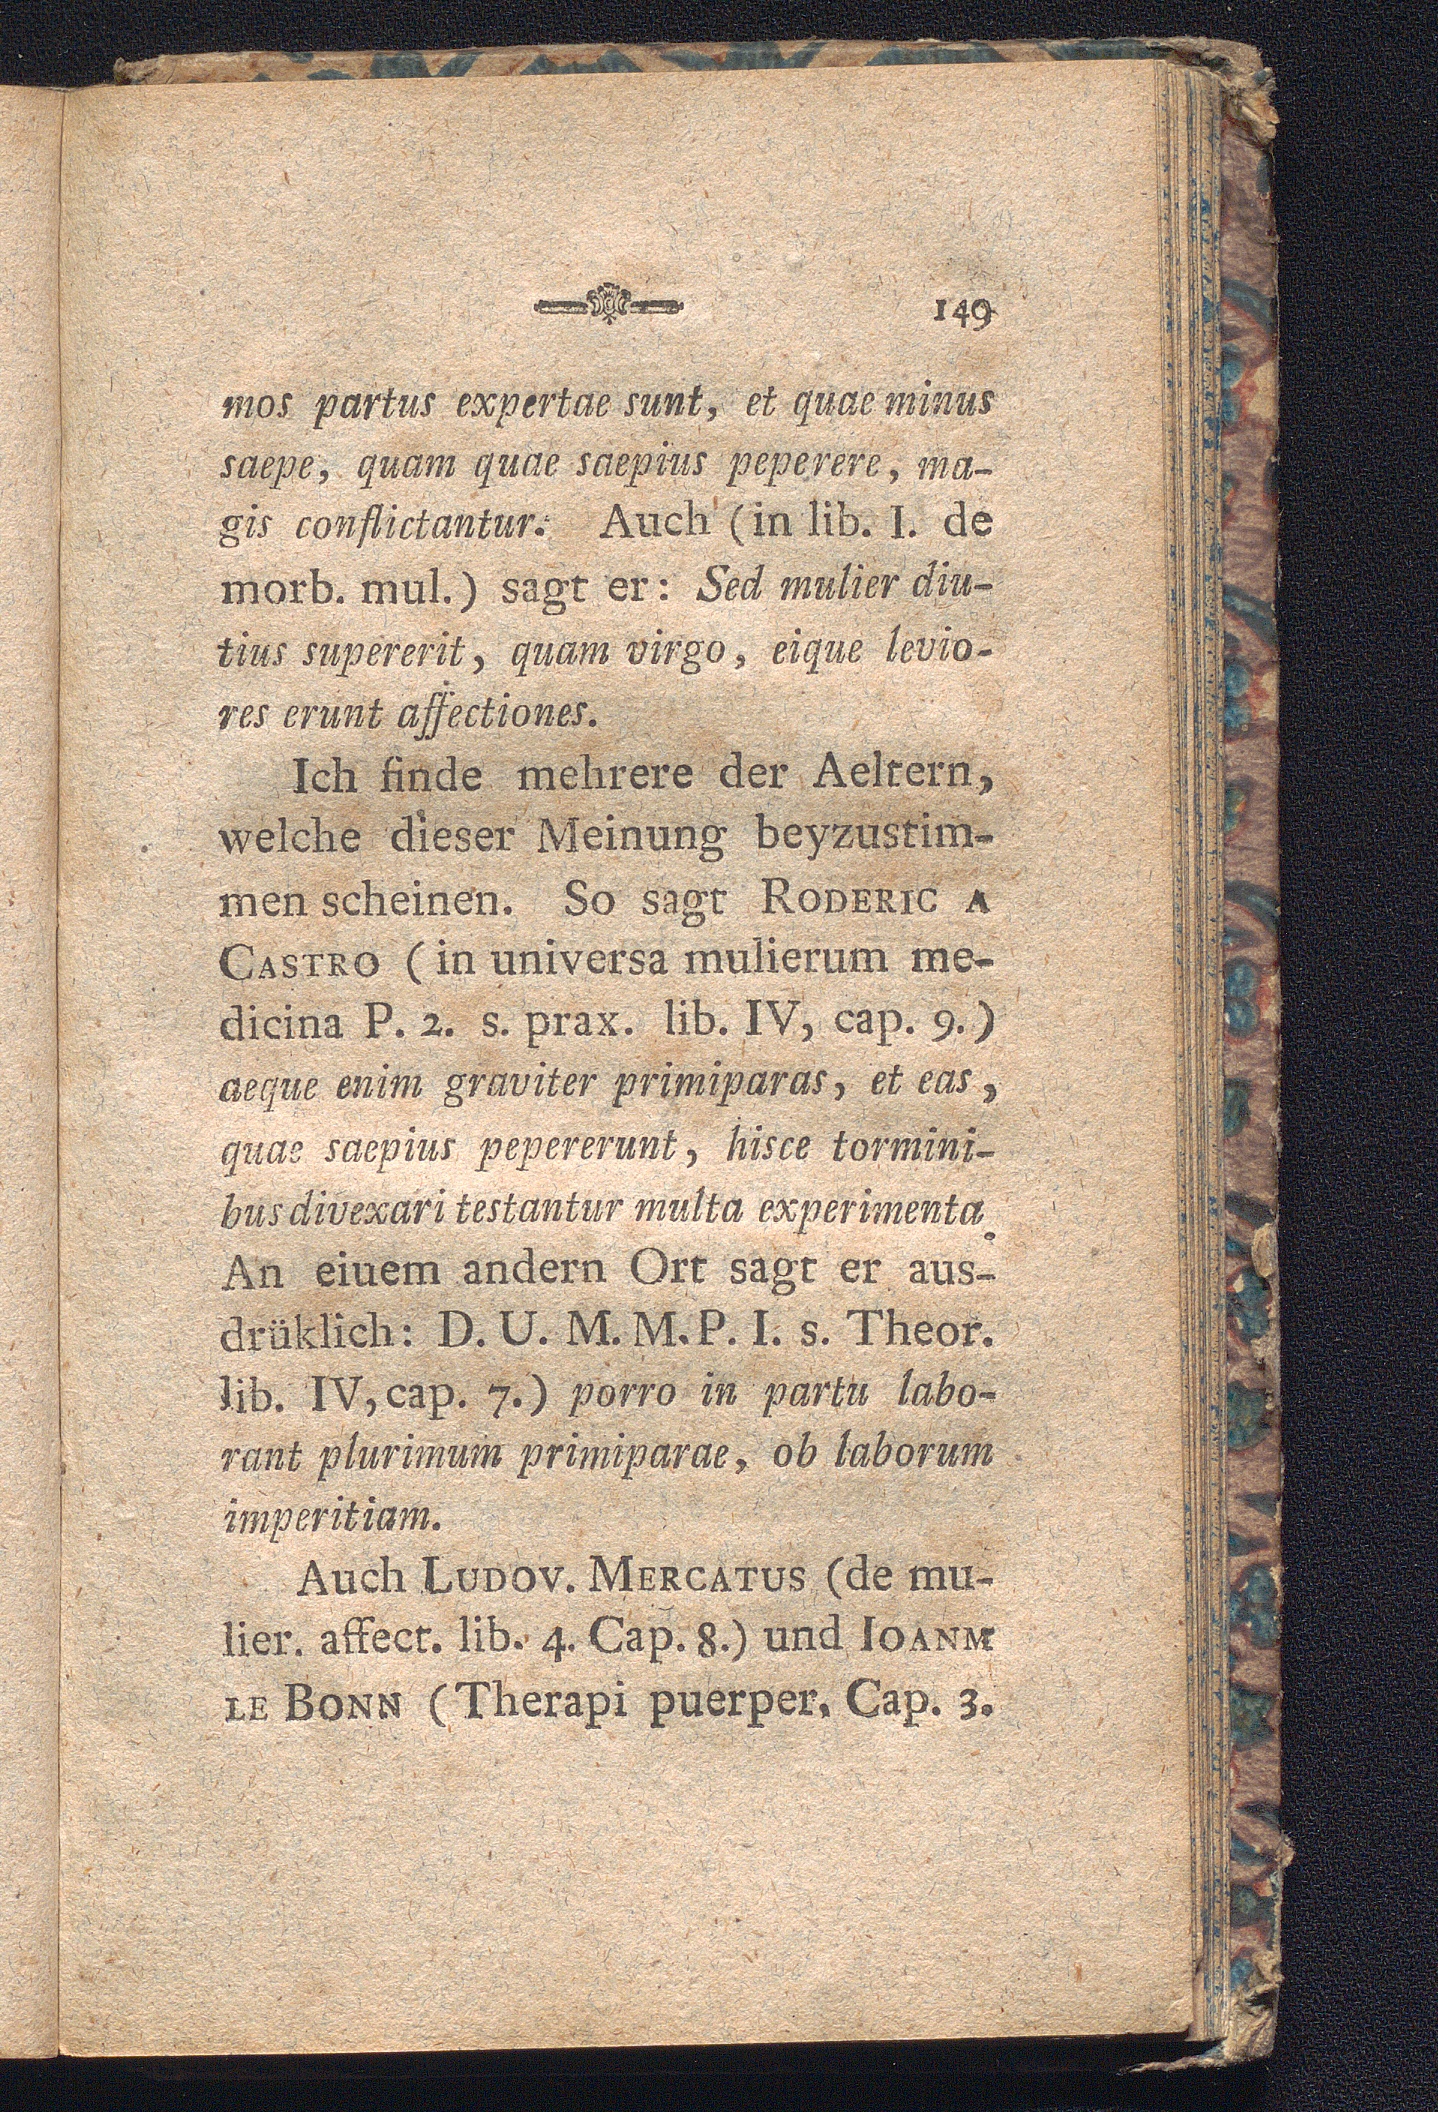 149
mos partus expertae sunt, et quae minus
saepe, quam quae saepius peperere, ma-
gis conflictantur. Auch (in lib. I. de
morb. mul.) sagt er: Sed mulier diu-
tius supererit, quam virgo, eique levio-
res erunt affectiones.
Ich finde mehrere der Aeltern,
welche dieser Meinung beyzustim-
men scheinen. So sagt RODERIC A
CASTRO (in universa mulierum me-
dicina P. 2. s. prax. lib. IV, cap. 9.)
aeque enim graviter primiparas, et eas,
quae saepius pepererunt, hisce tormini-
bus divexari testantur multa experimenta.
An eiuem andern Ort sagt er aus-
drüklich: D. U. M. M. P. I. s. Theor.
lib. IV, cap. 7.) porro in partu labo-
rant plurimum primiparae, ob laborum
imperitiam.
Auch LUDOV. MERCATUS (de mu-
lier. affect. lib. 4. Cap. 8.) und IOANM
LE BONN (Therapi puerper. Cap. 3.